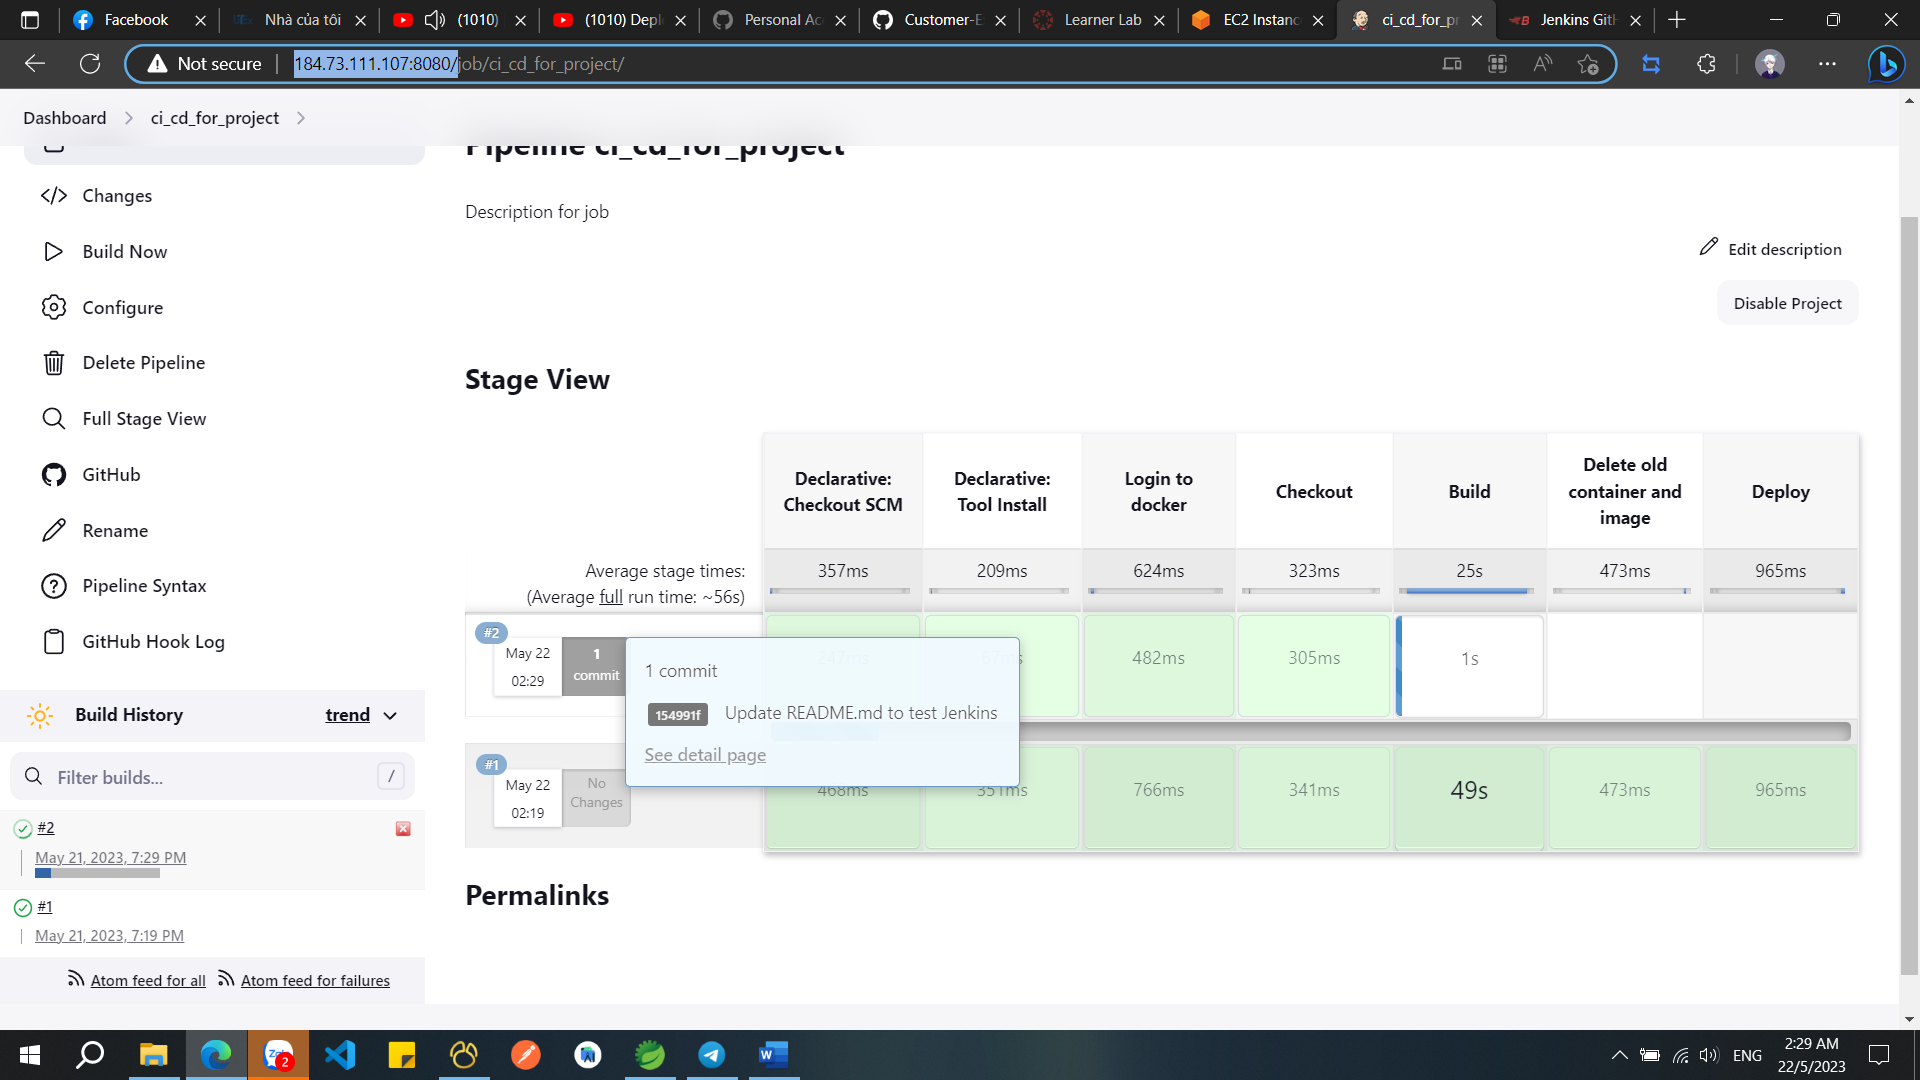 Facebook
Nhà của tôi
(1010)
(1010) Depl
Personal Acc
Customer-E
Learner Lab
EC2 Instanc
ci_cd_for_pr
Jenkins GitH
Not secure
184.73.111.107:8080/job/ci_cd_for_project/
Dashboard
ci_cd_for_project
Pipeline ci_cd_for_project
Changes
Build Now
Configure
Delete Pipeline
Full Stage View
GitHub
Rename
Pipeline Syntax
GitHub Hook Log
Build History
trend
Filter builds...
/
#2
May 21, 2023, 7:29 PM
#1
May 21, 2023, 7:19 PM
Atom feed for all
Atom feed for failures
Description for job
Edit description
Disable Project
Stage View
Declarative: Checkout SCM
Declarative: Tool Install
Login to docker
Checkout
Build
Delete old container and image
Deploy
Average stage times:
(Average full run time: ~56s)
357ms
209ms
624ms
323ms
25s
473ms
965ms
#2
May 22
02:29
1
commit
482ms
305ms
1s
1 commit
154991f
Update README.md to test Jenkins
See detail page
#1
May 22
02:19
No
Changes
468ms
351ms
766ms
341ms
49s
473ms
965ms
Permalinks
2
ENG
2:29 AM
22/5/2023